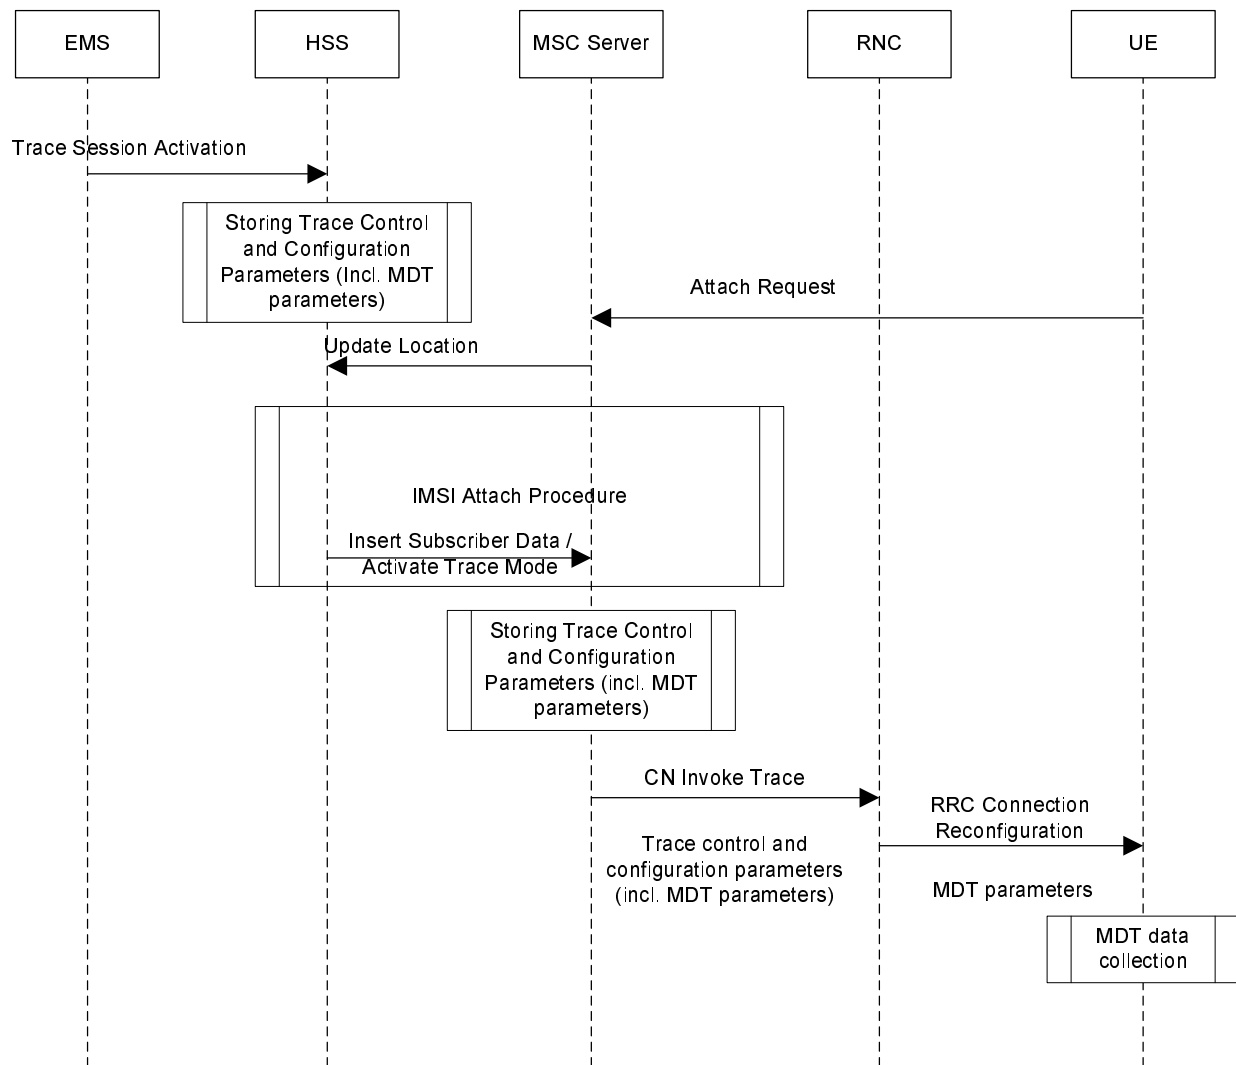 EMS
HSS
MSC Server
RNC
UE
Trace Session Activation
Storing Trace Control
and Configuration
Parameters (Incl. MDT
parameters)
Attach Request
Update Location
IMSI Attach Procedure
Insert Subscriber Data /
Activate Trace Mode
Storing Trace Control
and Configuration
Parameters (incl. MDT
parameters)
CN Invoke Trace
RRC Connection
Reconfiguration
Trace control and
configuration parameters
(incl. MDT parameters)
MDT parameters
MDT data
collection